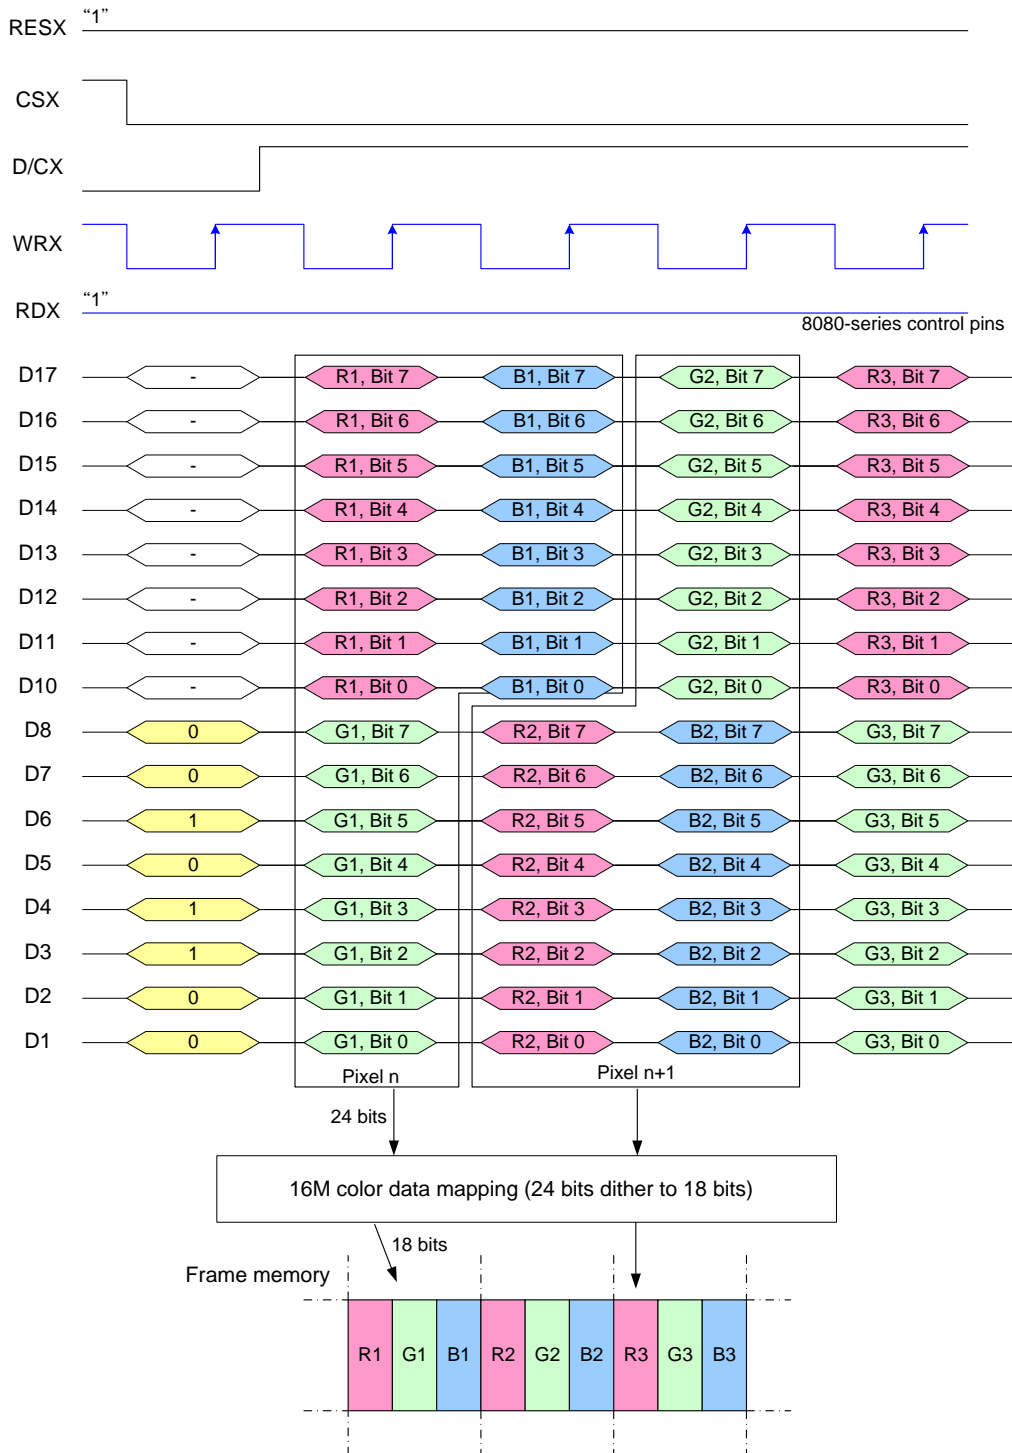 RESX “1”
CSX
D/CX
WRX
RDX “1”
8080-series control pins
D17 - R1, Bit 7 B1, Bit 7 G2, Bit 7 R3, Bit 7
D16 - R1, Bit 6 B1, Bit 6 G2, Bit 6 R3, Bit 6
D15 - R1, Bit 5 B1, Bit 5 G2, Bit 5 R3, Bit 5
D14 - R1, Bit 4 B1, Bit 4 G2, Bit 4 R3, Bit 4
D13 - R1, Bit 3 B1, Bit 3 G2, Bit 3 R3, Bit 3
D12 - R1, Bit 2 B1, Bit 2 G2, Bit 2 R3, Bit 2
D11 - R1, Bit 1 B1, Bit 1 G2, Bit 1 R3, Bit 1
D10 - R1, Bit 0 B1, Bit 0 G2, Bit 0 R3, Bit 0
D8 0 G1, Bit 7 R2, Bit 7 B2, Bit 7 G3, Bit 7
D7 0 G1, Bit 6 R2, Bit 6 B2, Bit 6 G3, Bit 6
D6 1 G1, Bit 5 R2, Bit 5 B2, Bit 5 G3, Bit 5
D5 0 G1, Bit 4 R2, Bit 4 B2, Bit 4 G3, Bit 4
D4 1 G1, Bit 3 R2, Bit 3 B2, Bit 3 G3, Bit 3
D3 1 G1, Bit 2 R2, Bit 2 B2, Bit 2 G3, Bit 2
D2 0 G1, Bit 1 R2, Bit 1 B2, Bit 1 G3, Bit 1
D1 0 G1, Bit 0 R2, Bit 0 B2, Bit 0 G3, Bit 0
Pixel n Pixel n+1
24 bits
16M color data mapping (24 bits dither to 18 bits)
18 bits
Frame memory
R1 G1 B1 R2 G2 B2 R3 G3 B3